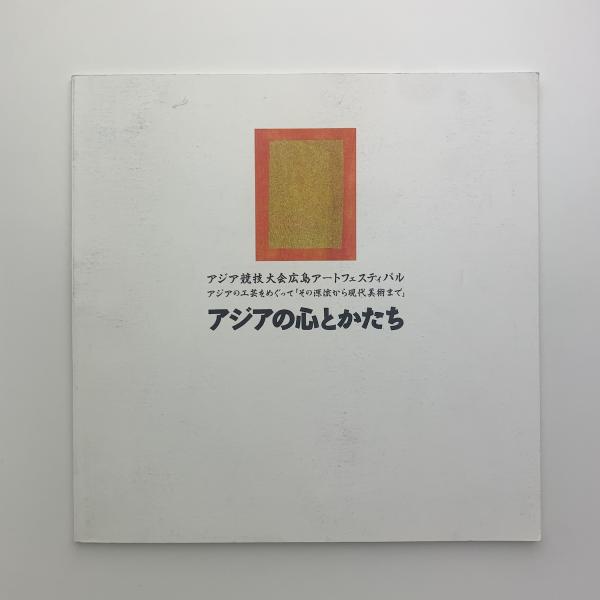 アジア競技大会広島アートフェスティバル
アジアの工芸をめぐって「その源流から現代美術まで」
アジアの心とかたち